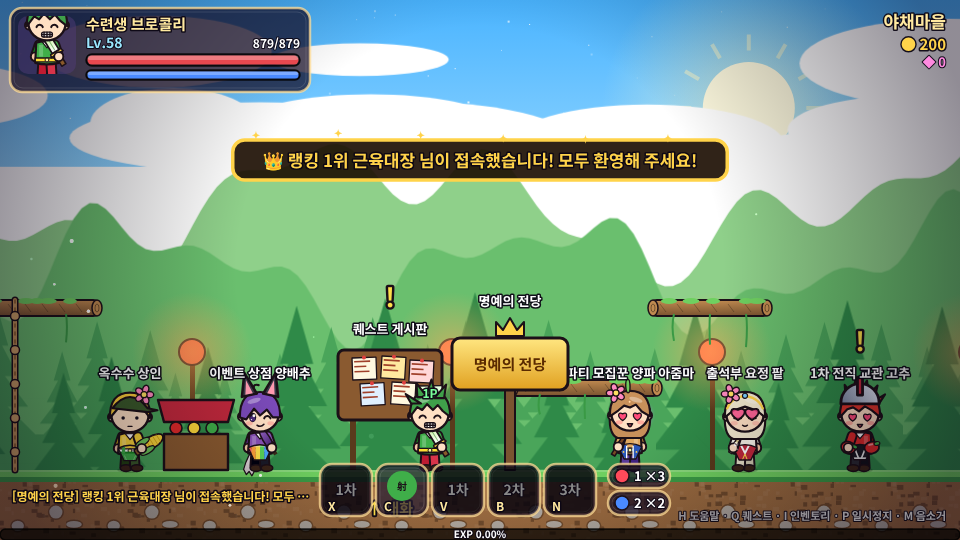 수련생 브로콜리
Lv.58
879/879
야채마을
200
0
👑 랭킹 1위 근육대장 님이 접속했습니다! 모두 환영해 주세요!
명예의 전당
퀘스트 게시판
명예의 전당
옥수수 상인
이벤트 상점 양배추
파티 모집꾼 양파 아줌마
출석부 요정 팥
1차 전직 교관 고추
1P
[명예의 전당] 랭킹 1위 근육대장 님이 접속했습니다! 모두 ⋯
1차
X
射
C
대화
1차
V
2차
B
3차
N
1 ×3
2 ×2
H 도움말 · Q 퀘스트 · I 인벤토리 · P 일시정지 · M 음소거
EXP 0.00%